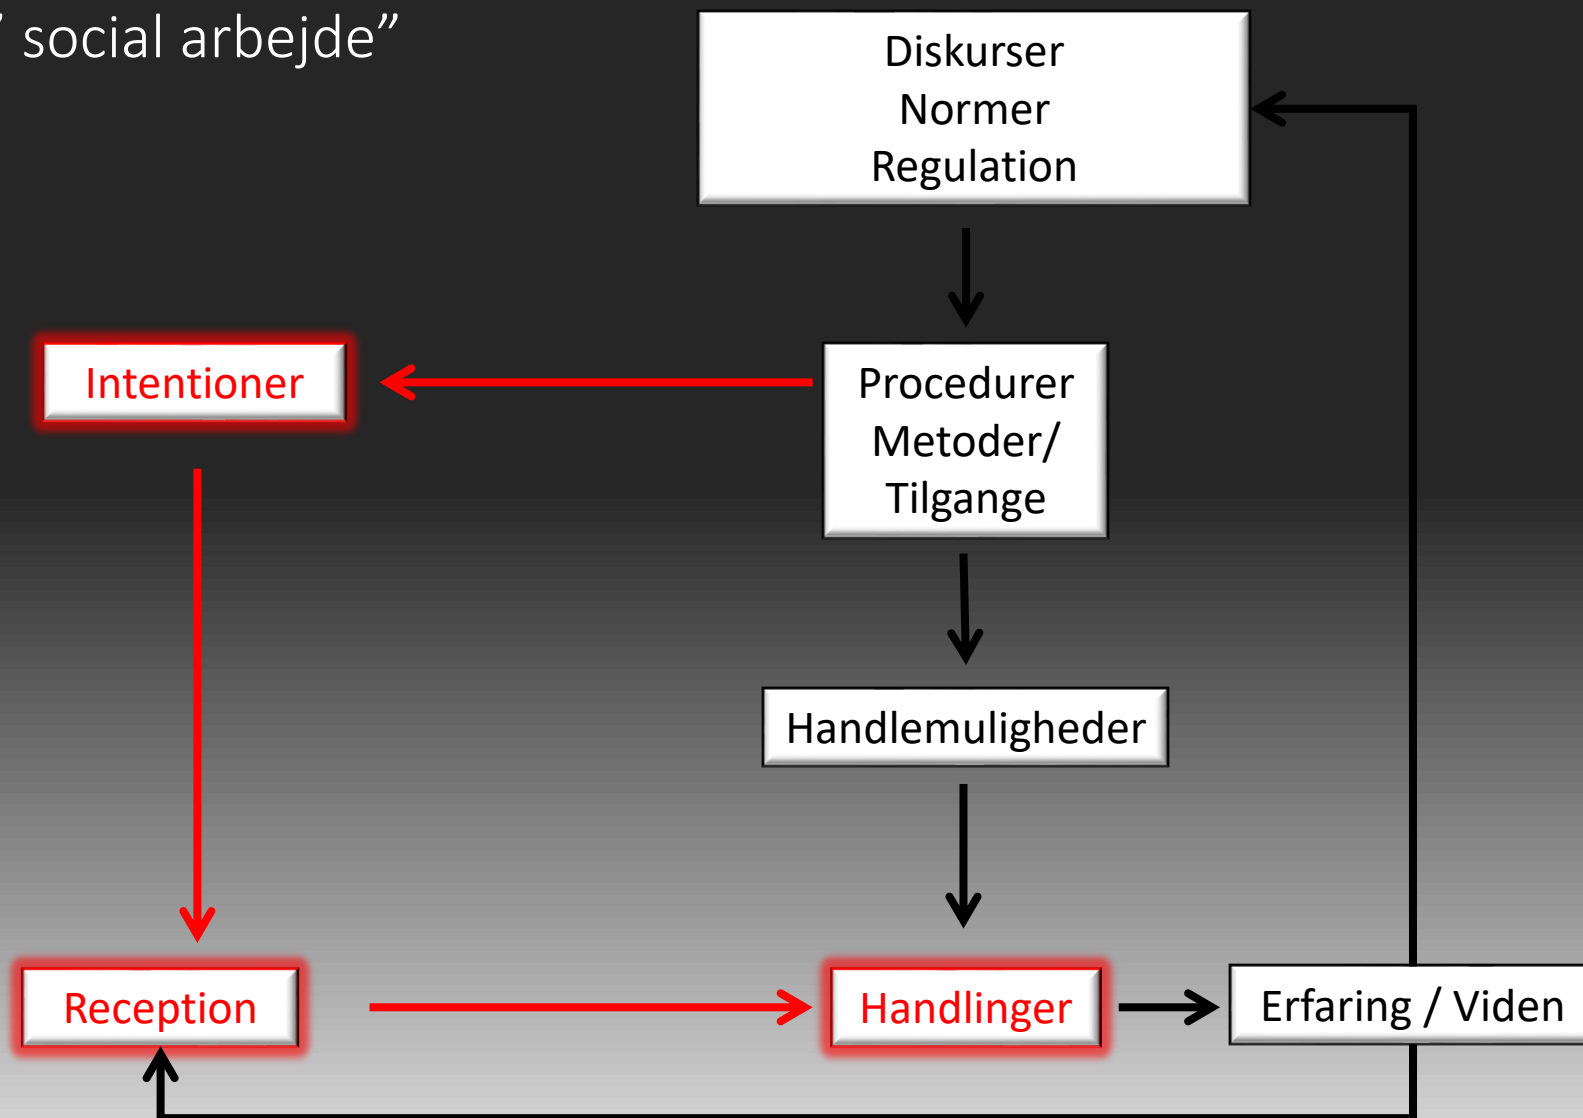 ” social arbejde”
Diskurser
Normer
Regulation
Intentioner
Procedurer
Metoder/
Tilgange
Handlemuligheder
Reception
Handlinger
Erfaring / Viden